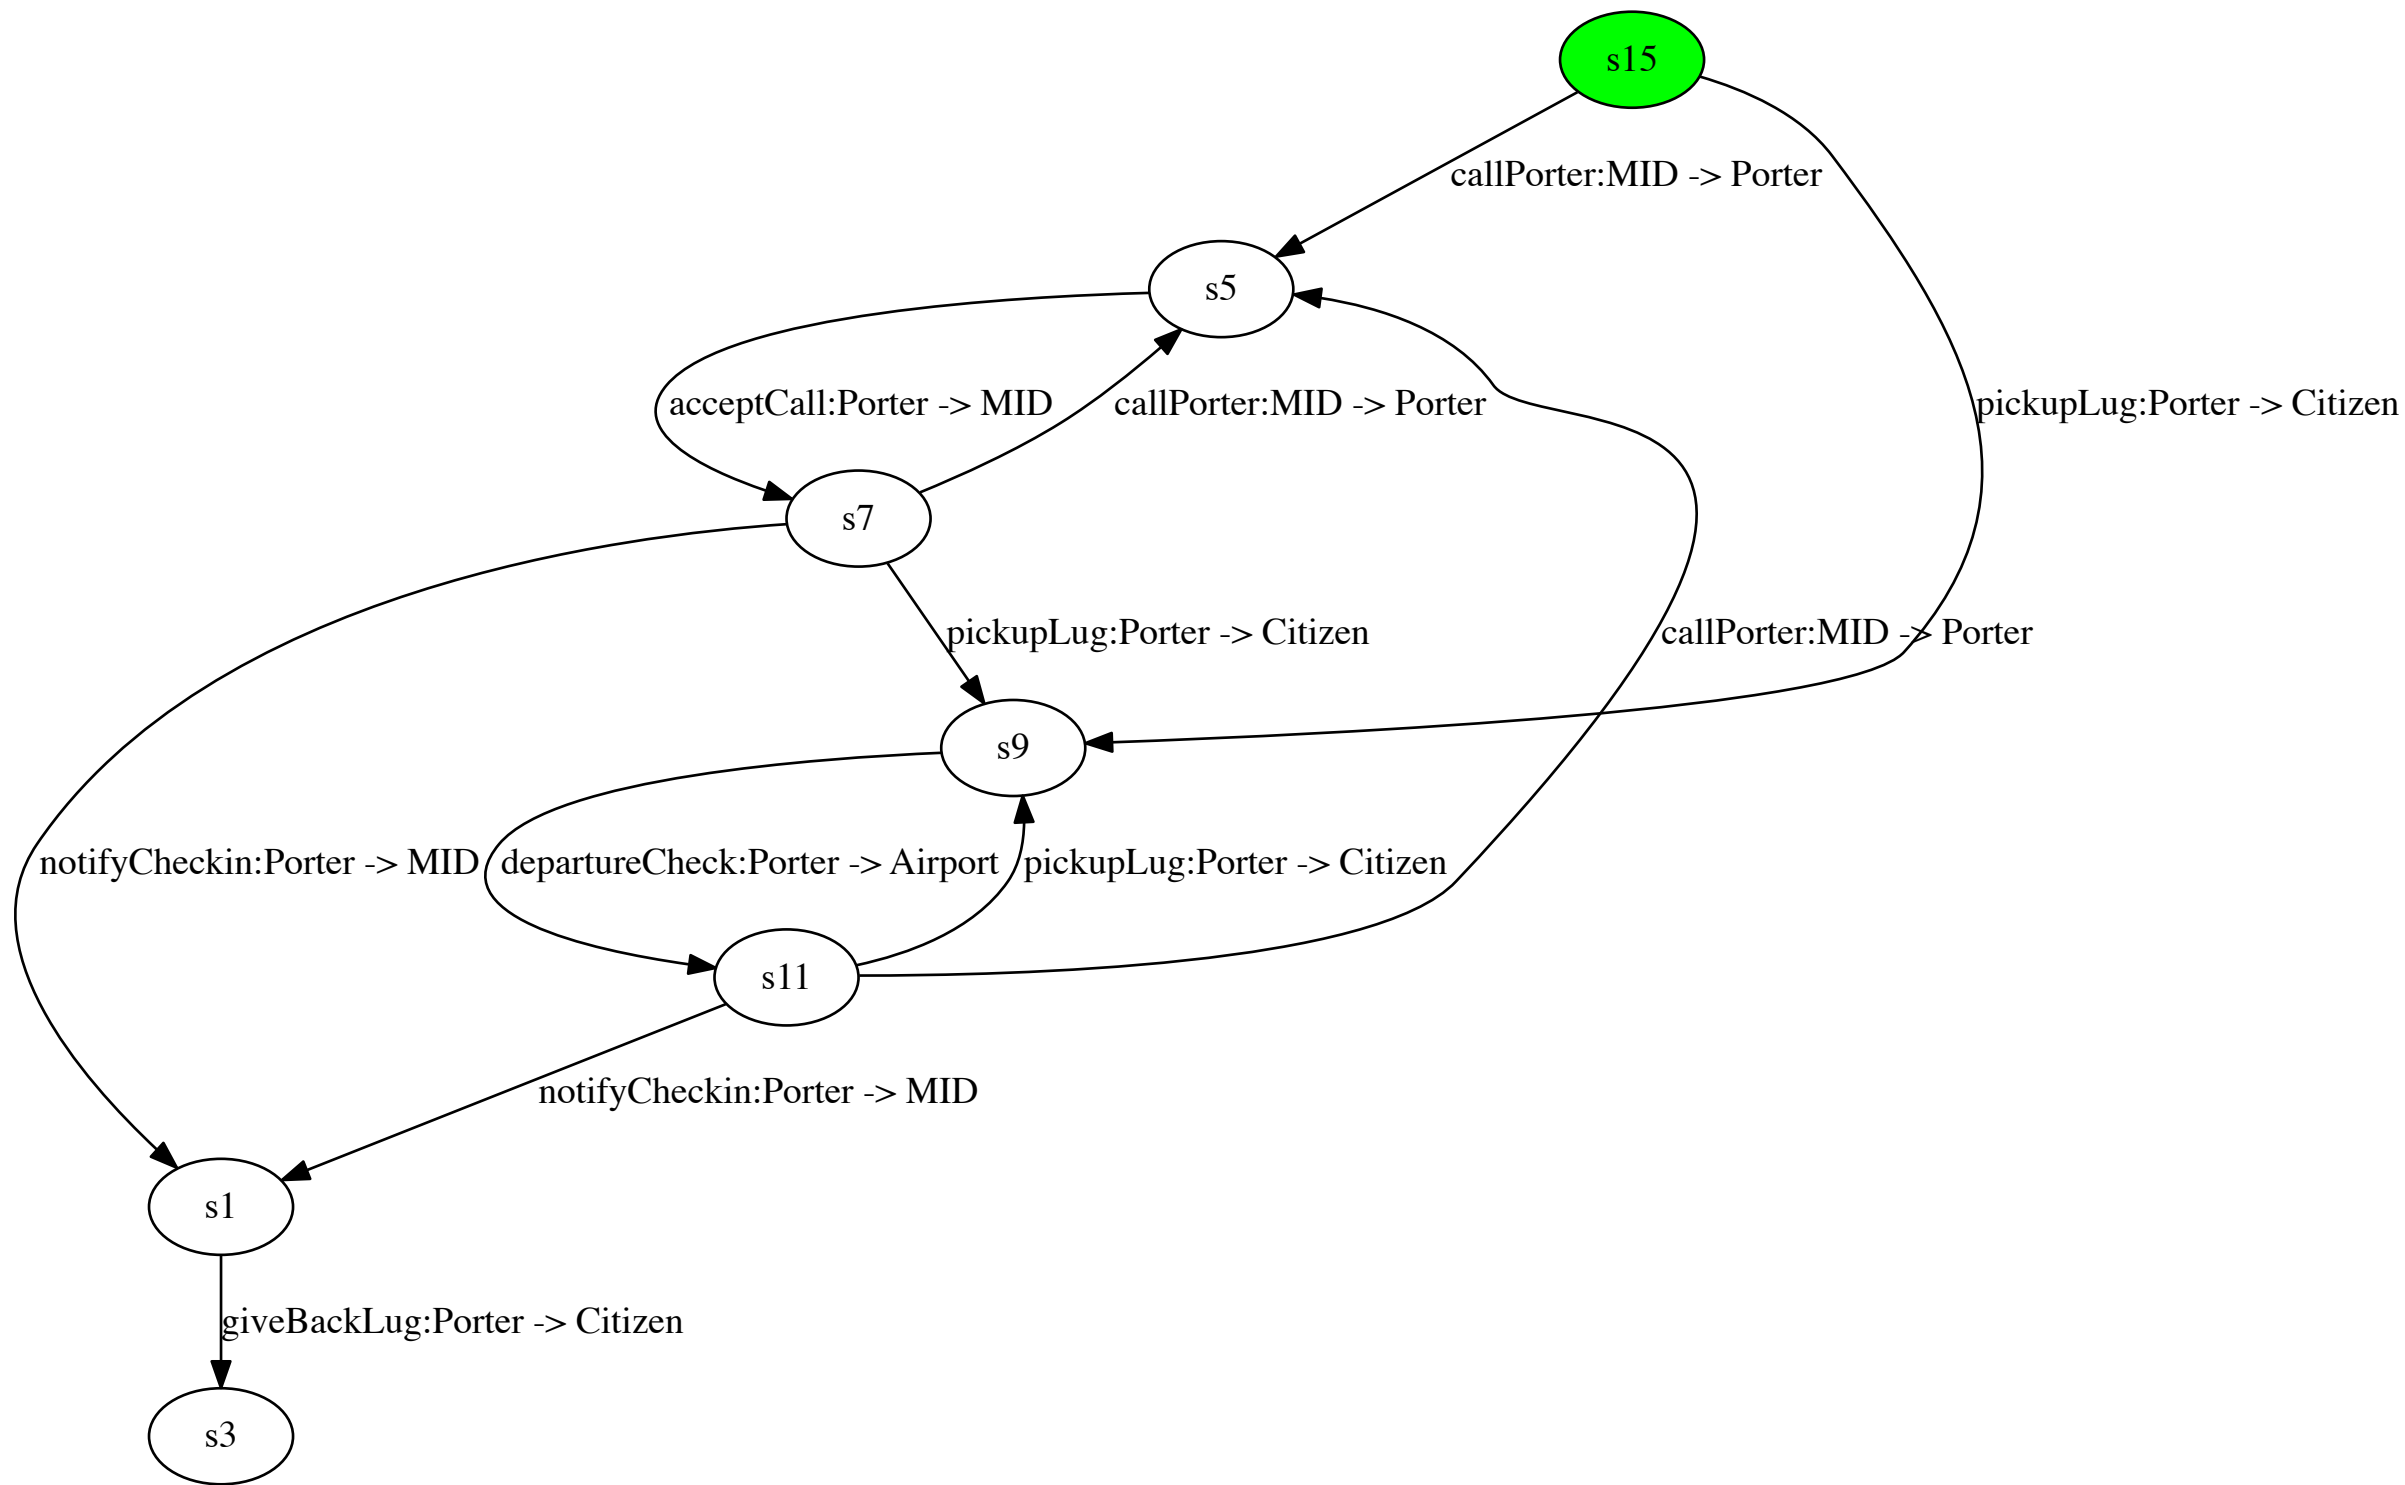 s15
callPorter:MID -> Porter
s5
acceptCall:Porter -> MID
callPorter:MID -> Porter
pickupLug:Porter -> Citizen
s7
pickupLug:Porter -> Citizen
callPorter:MID -> Porter
s9
notifyCheckin:Porter -> MID
departureCheck:Porter -> Airport
pickupLug:Porter -> Citizen
s11
notifyCheckin:Porter -> MID
s1
giveBackLug:Porter -> Citizen
s3